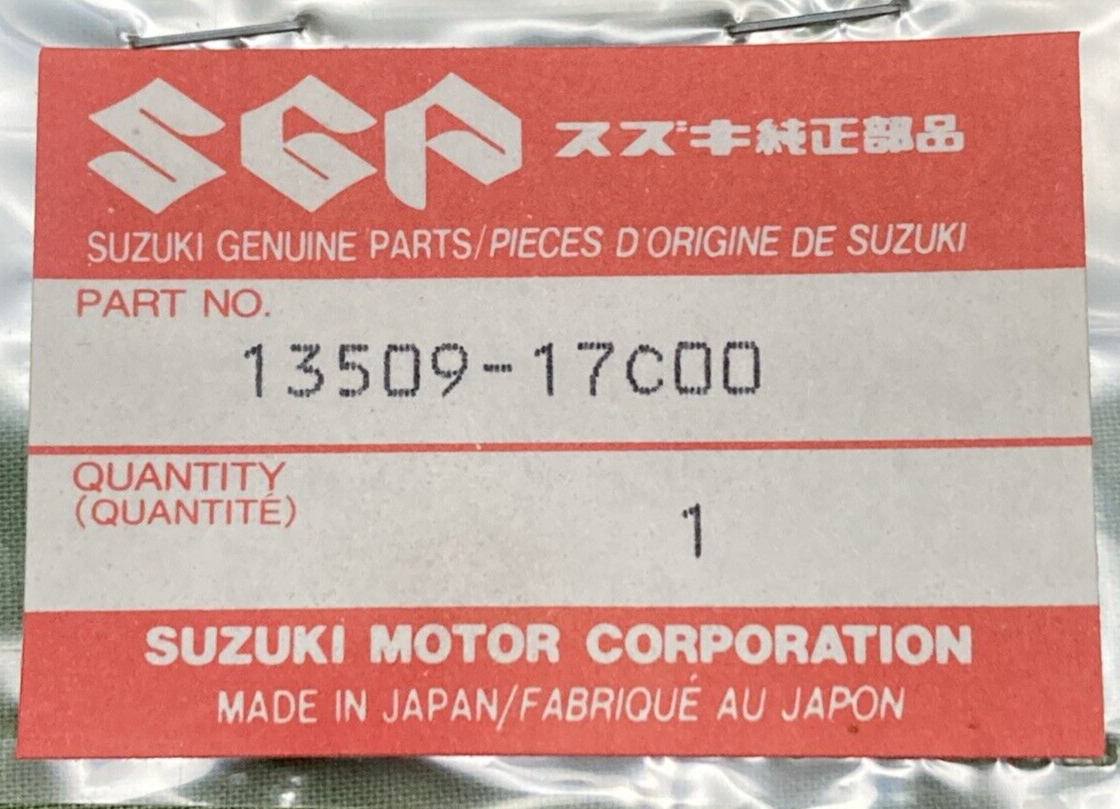 SGP スズキ純正部品
SUZUKI GENUINE PARTS/PIECES D'ORIGINE DE SUZUKI
PART NO.
13509-17C00
QUANTITY
(QUANTITÉ)
1
SUZUKI MOTOR CORPORATION
MADE IN JAPAN/FABRIQUÉ AU JAPON